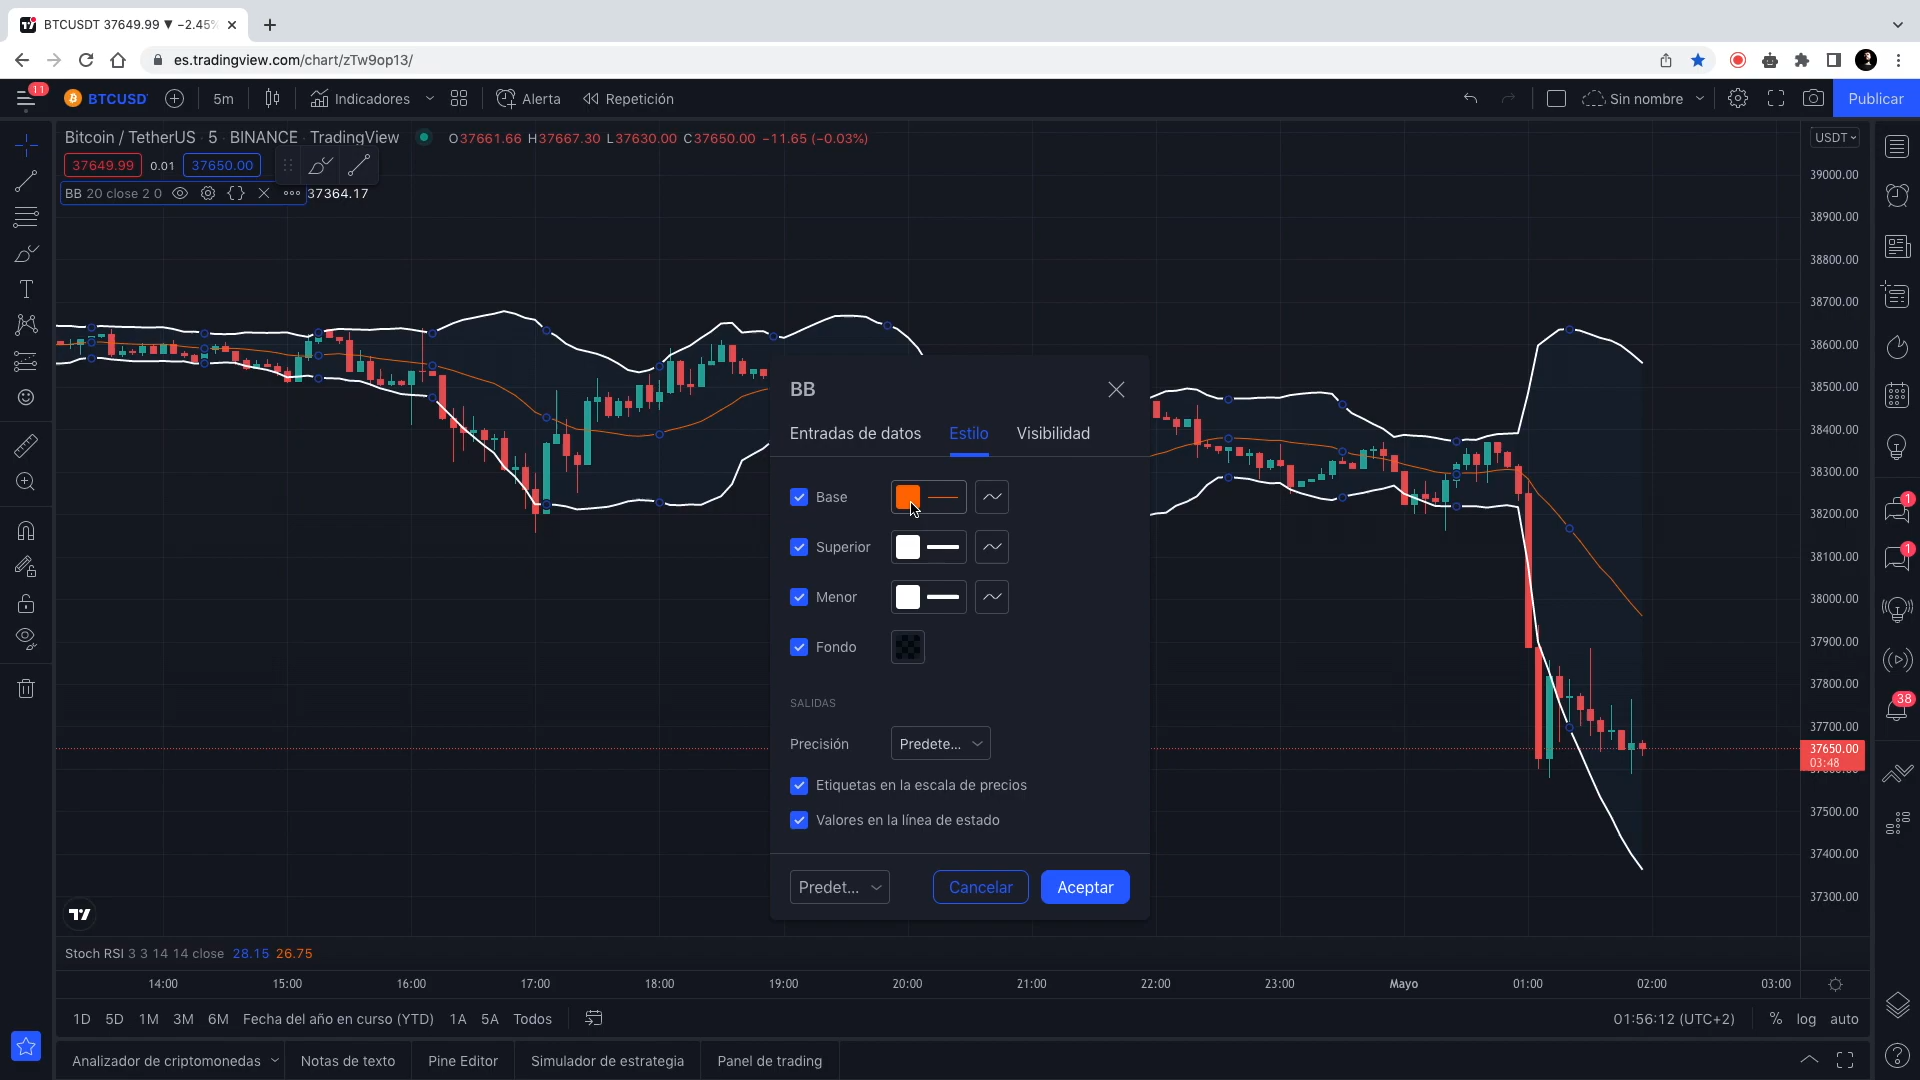 BTCUSDT 37649.99 ▼ −2.45%
es.tradingview.com/chart/zTw9op13/
11
BTCUSD
5m
Indicadores
Alerta
Repetición
Sin nombre
Publicar
Bitcoin / TetherUS · 5 · BINANCE · TradingView
O37661.66 H37667.30 L37630.00 C37650.00 −11.65 (−0.03%)
USDT
37649.99 0.01 37650.00
BB 20 close 2 0
37364.17
39000.00
38900.00
38800.00
38700.00
38600.00
38500.00
38400.00
38300.00
38200.00
38100.00
38000.00
37900.00
37800.00
37700.00
37650.00
03:48
37500.00
37400.00
37300.00
BB
Entradas de datos Estilo Visibilidad
Base
Superior
Menor
Fondo
SALIDAS
Precisión Predete...
Etiquetas en la escala de precios
Valores en la línea de estado
Predet... Cancelar Aceptar
1
1
38
Stoch RSI 3 3 14 14 close 28.15 26.75
14:00 15:00 16:00 17:00 18:00 19:00 20:00 21:00 22:00 23:00 Mayo 01:00 02:00 03:00
1D 5D 1M 3M 6M Fecha del año en curso (YTD) 1A 5A Todos
01:56:12 (UTC+2) % log auto
Analizador de criptomonedas Notas de texto Pine Editor Simulador de estrategia Panel de trading